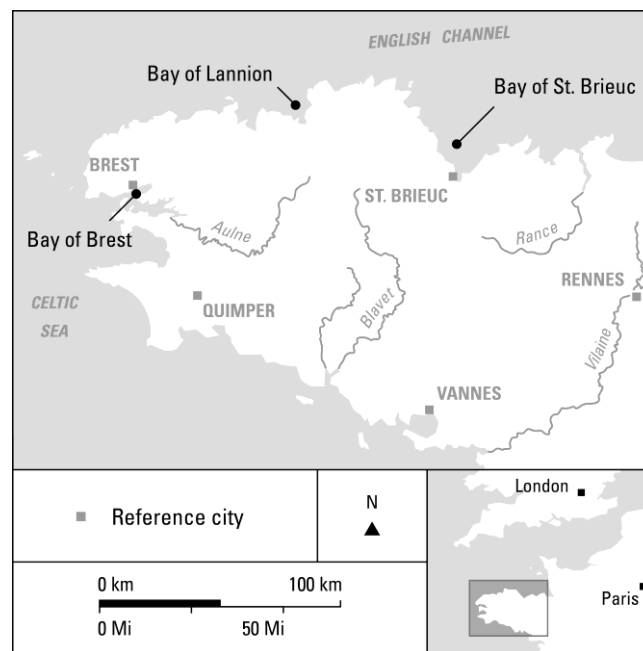 ENGLISH CHANNEL
Bay of Lannion
Bay of St. Brieuc
BREST
ST. BRIEUC
Aulne
Rance
Bay of Brest
RENNES
CELTIC
SEA
QUIMPER
Blavet
Vilaine
VANNES
Reference city
N
London
Paris
0 km 100 km
0 Mi 50 Mi